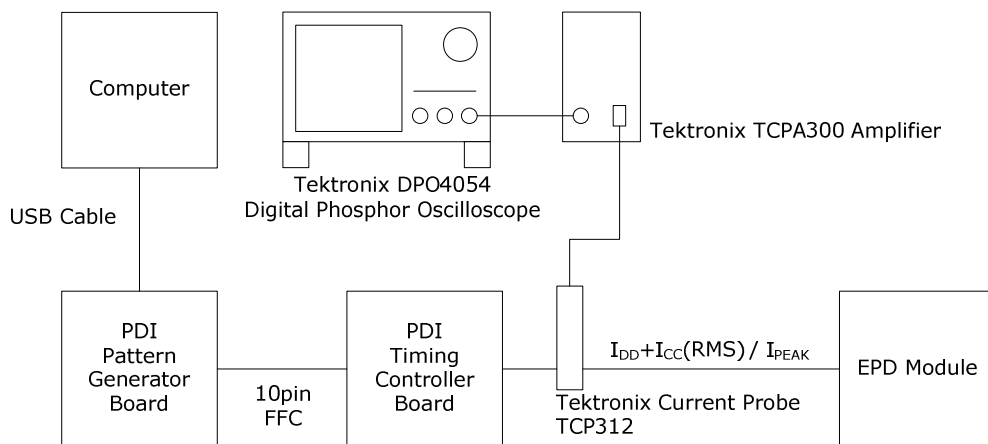 Computer
Tektronix TCPA300 Amplifier
Tektronix DPO4054
Digital Phosphor Oscilloscope
USB Cable
PDI
Pattern
Generator
Board
10pin
FFC
PDI
Timing
Controller
Board
IDD+ICC(RMS)/ IPEAK
Tektronix Current Probe
TCP312
EPD Module